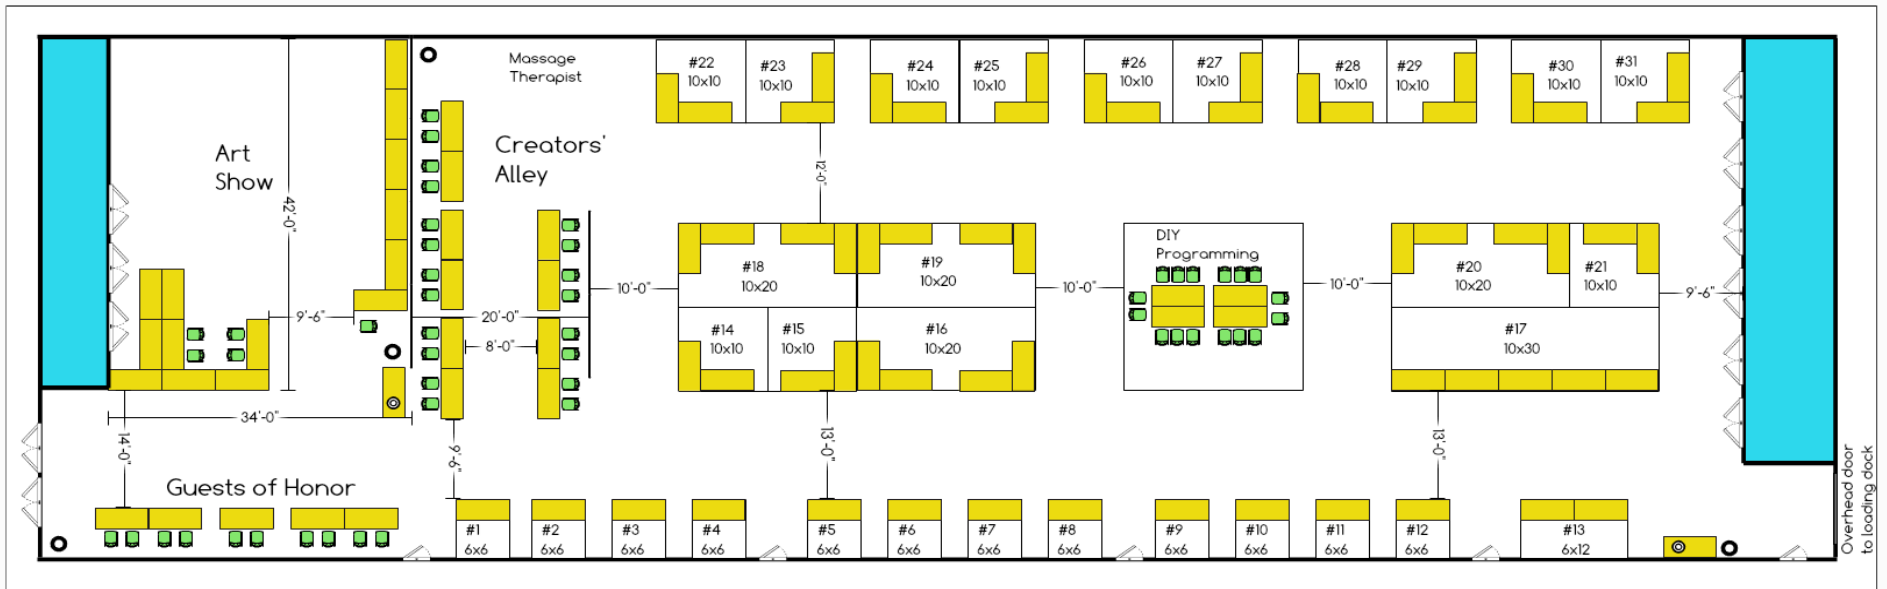 Massage
Therapist
Creators'
Alley
Art
Show
42'-0"
9'-6"
34'-0"
14'-0"
Guests of Honor
20'-0"
8'-0"
9'-6"
10'-0"
12'-0"
#22
10x10
#23
10x10
#24
10x10
#25
10x10
#26
10x10
#27
10x10
#28
10x10
#29
10x10
#30
10x10
#31
10x10
#18
10x20
#19
10x20
#14
10x10
#15
10x10
#16
10x20
10'-0"
DIY
Programming
10'-0"
#20
10x20
#21
10x10
#17
10x30
9'-6"
13'-0"
13'-0"
#1
6x6
#2
6x6
#3
6x6
#4
6x6
#5
6x6
#6
6x6
#7
6x6
#8
6x6
#9
6x6
#10
6x6
#11
6x6
#12
6x6
#13
6x12
Overhead door
to loading dock